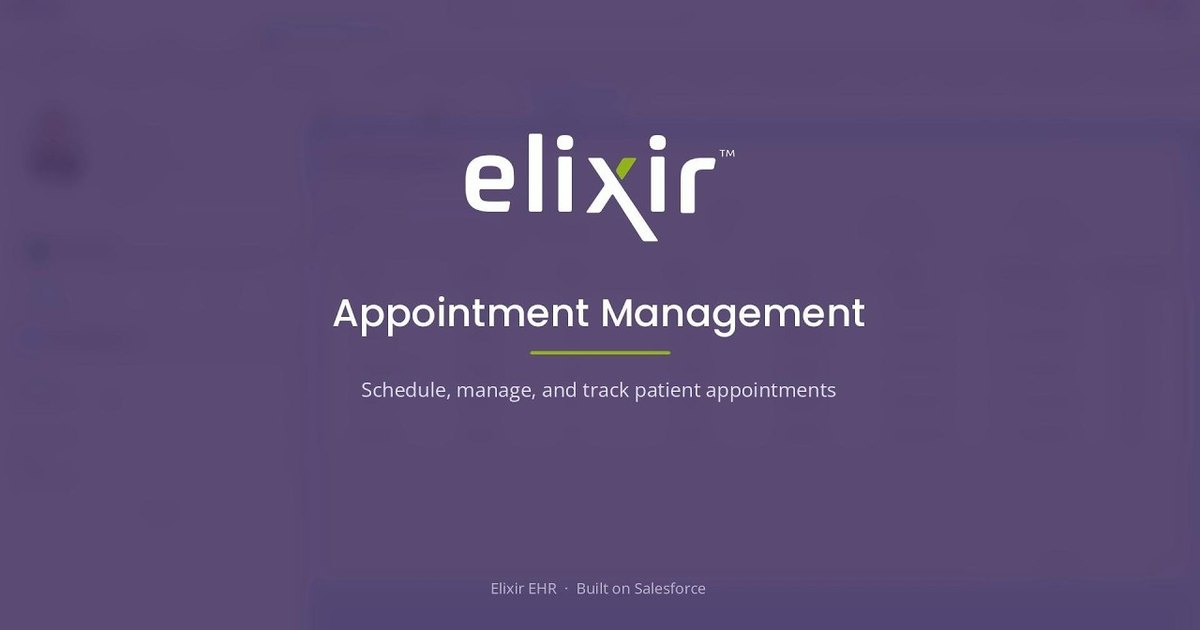 elixir™
Appointment Management
Schedule, manage, and track patient appointments
Elixir EHR · Built on Salesforce